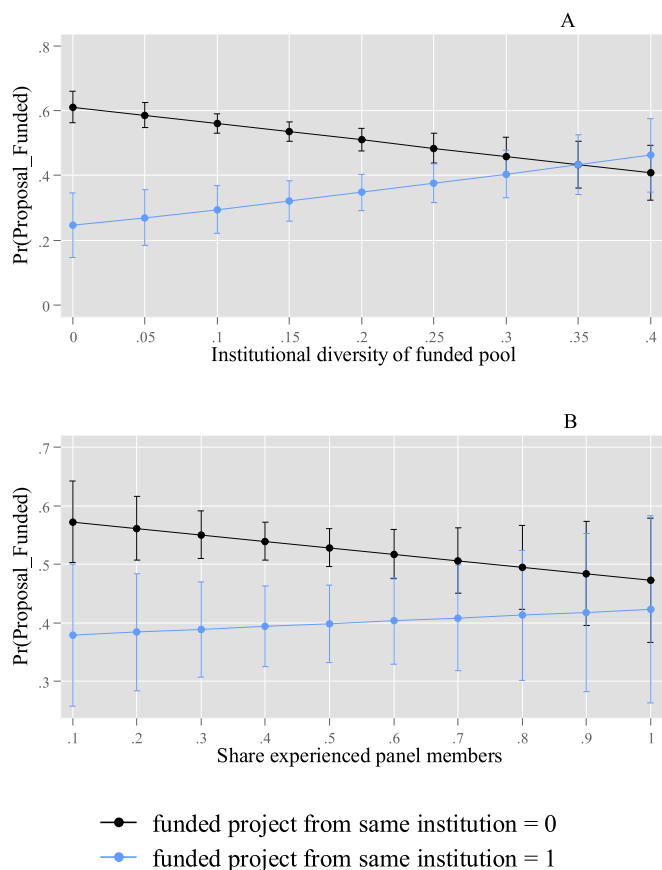 A
.8
.6
.4
.2
0
Pr(Proposal_Funded)
0 .05 .1 .15 .2 .25 .3 .35 .4
Institutional diversity of funded pool
B
.7
.6
.5
.4
.3
Pr(Proposal_Funded)
.1 .2 .3 .4 .5 .6 .7 .8 .9 1
Share experienced panel members
funded project from same institution = 0
funded project from same institution = 1